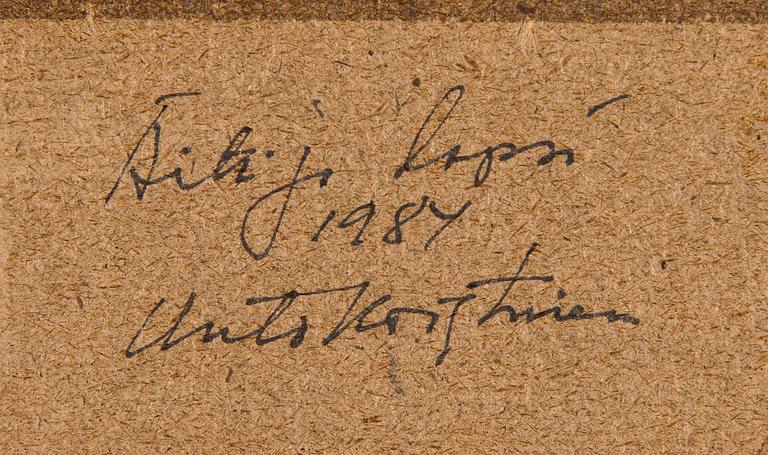 Äiti ja lapsi
1984
Unto Koistinen